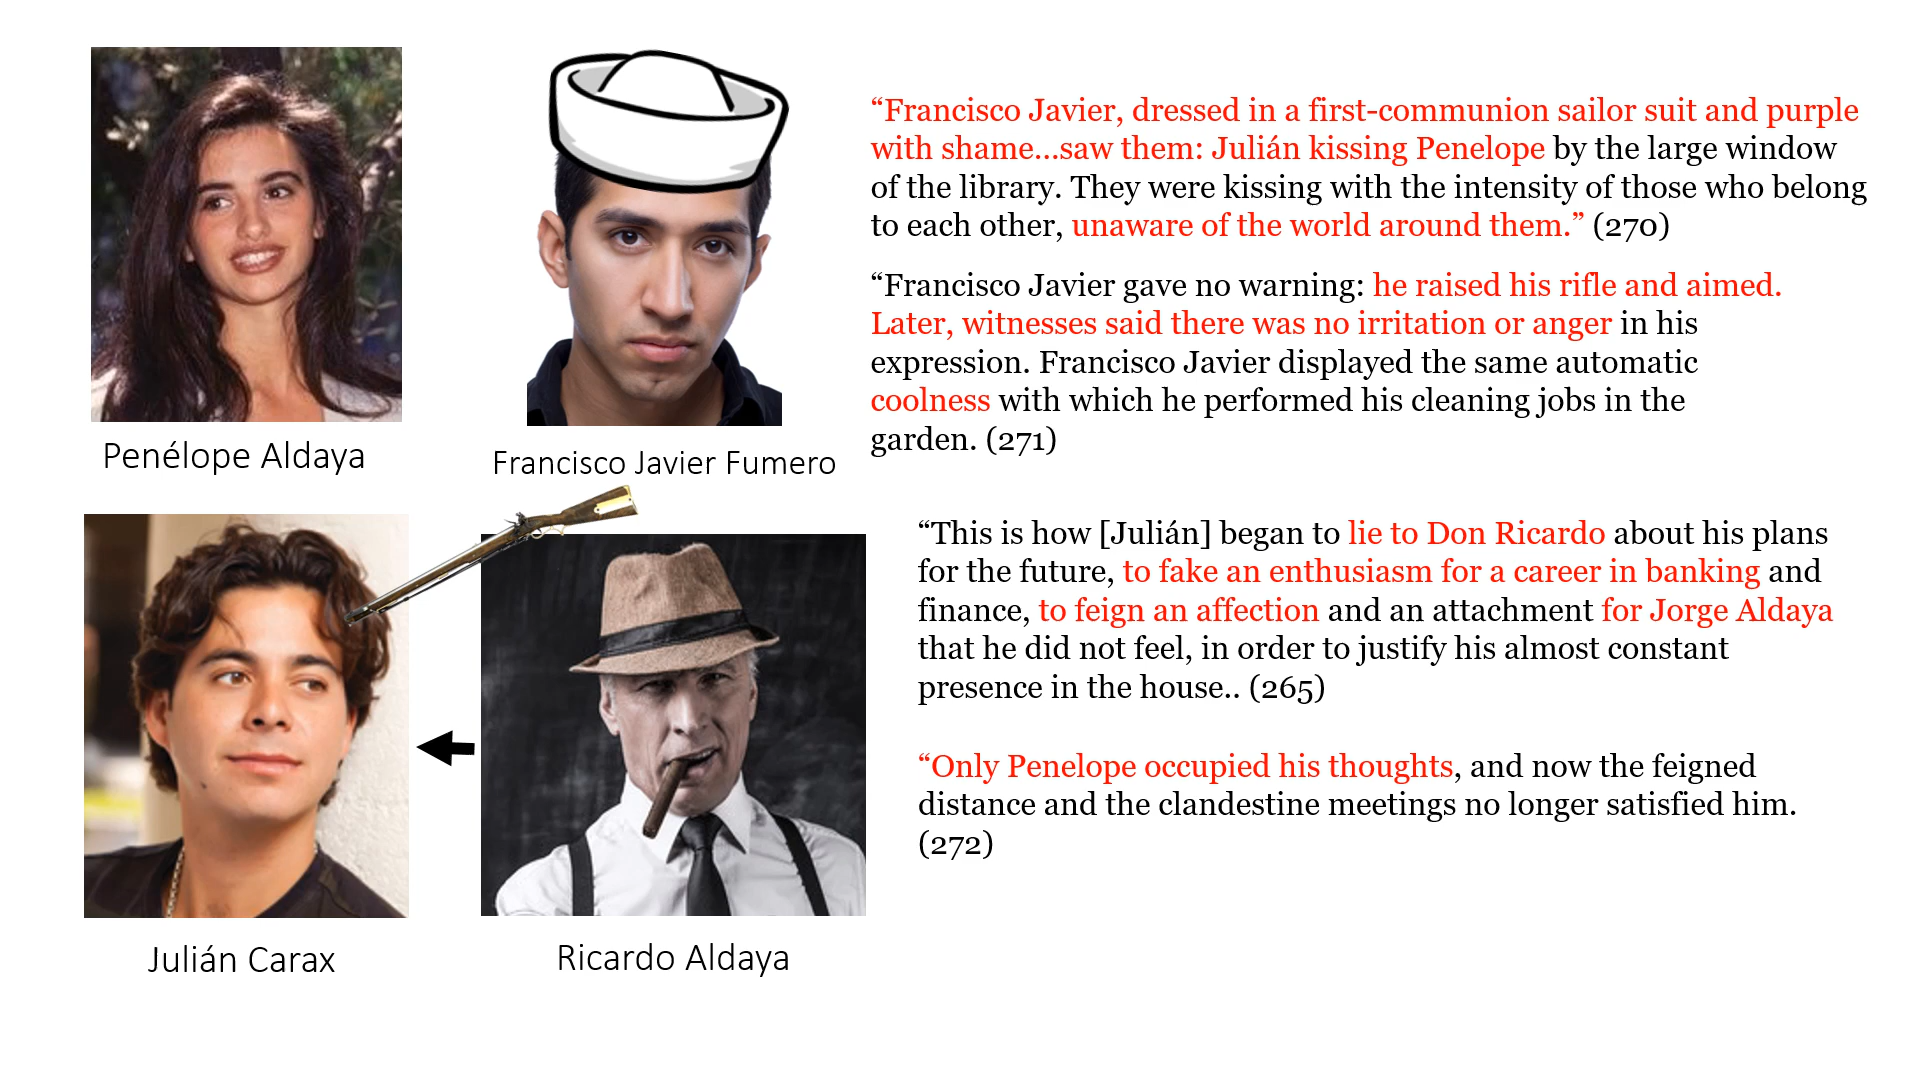 “Francisco Javier, dressed in a first-communion sailor suit and purple
with shame...saw them: Julián kissing Penelope by the large window
of the library. They were kissing with the intensity of those who belong
to each other, unaware of the world around them.” (270)
“Francisco Javier gave no warning: he raised his rifle and aimed.
Later, witnesses said there was no irritation or anger in his
expression. Francisco Javier displayed the same automatic
coolness with which he performed his cleaning jobs in the
garden. (271)
Penélope Aldaya
Francisco Javier Fumero
“This is how [Julián] began to lie to Don Ricardo about his plans
for the future, to fake an enthusiasm for a career in banking and
finance, to feign an affection and an attachment for Jorge Aldaya
that he did not feel, in order to justify his almost constant
presence in the house.. (265)
“Only Penelope occupied his thoughts, and now the feigned
distance and the clandestine meetings no longer satisfied him.
(272)
Julián Carax
Ricardo Aldaya